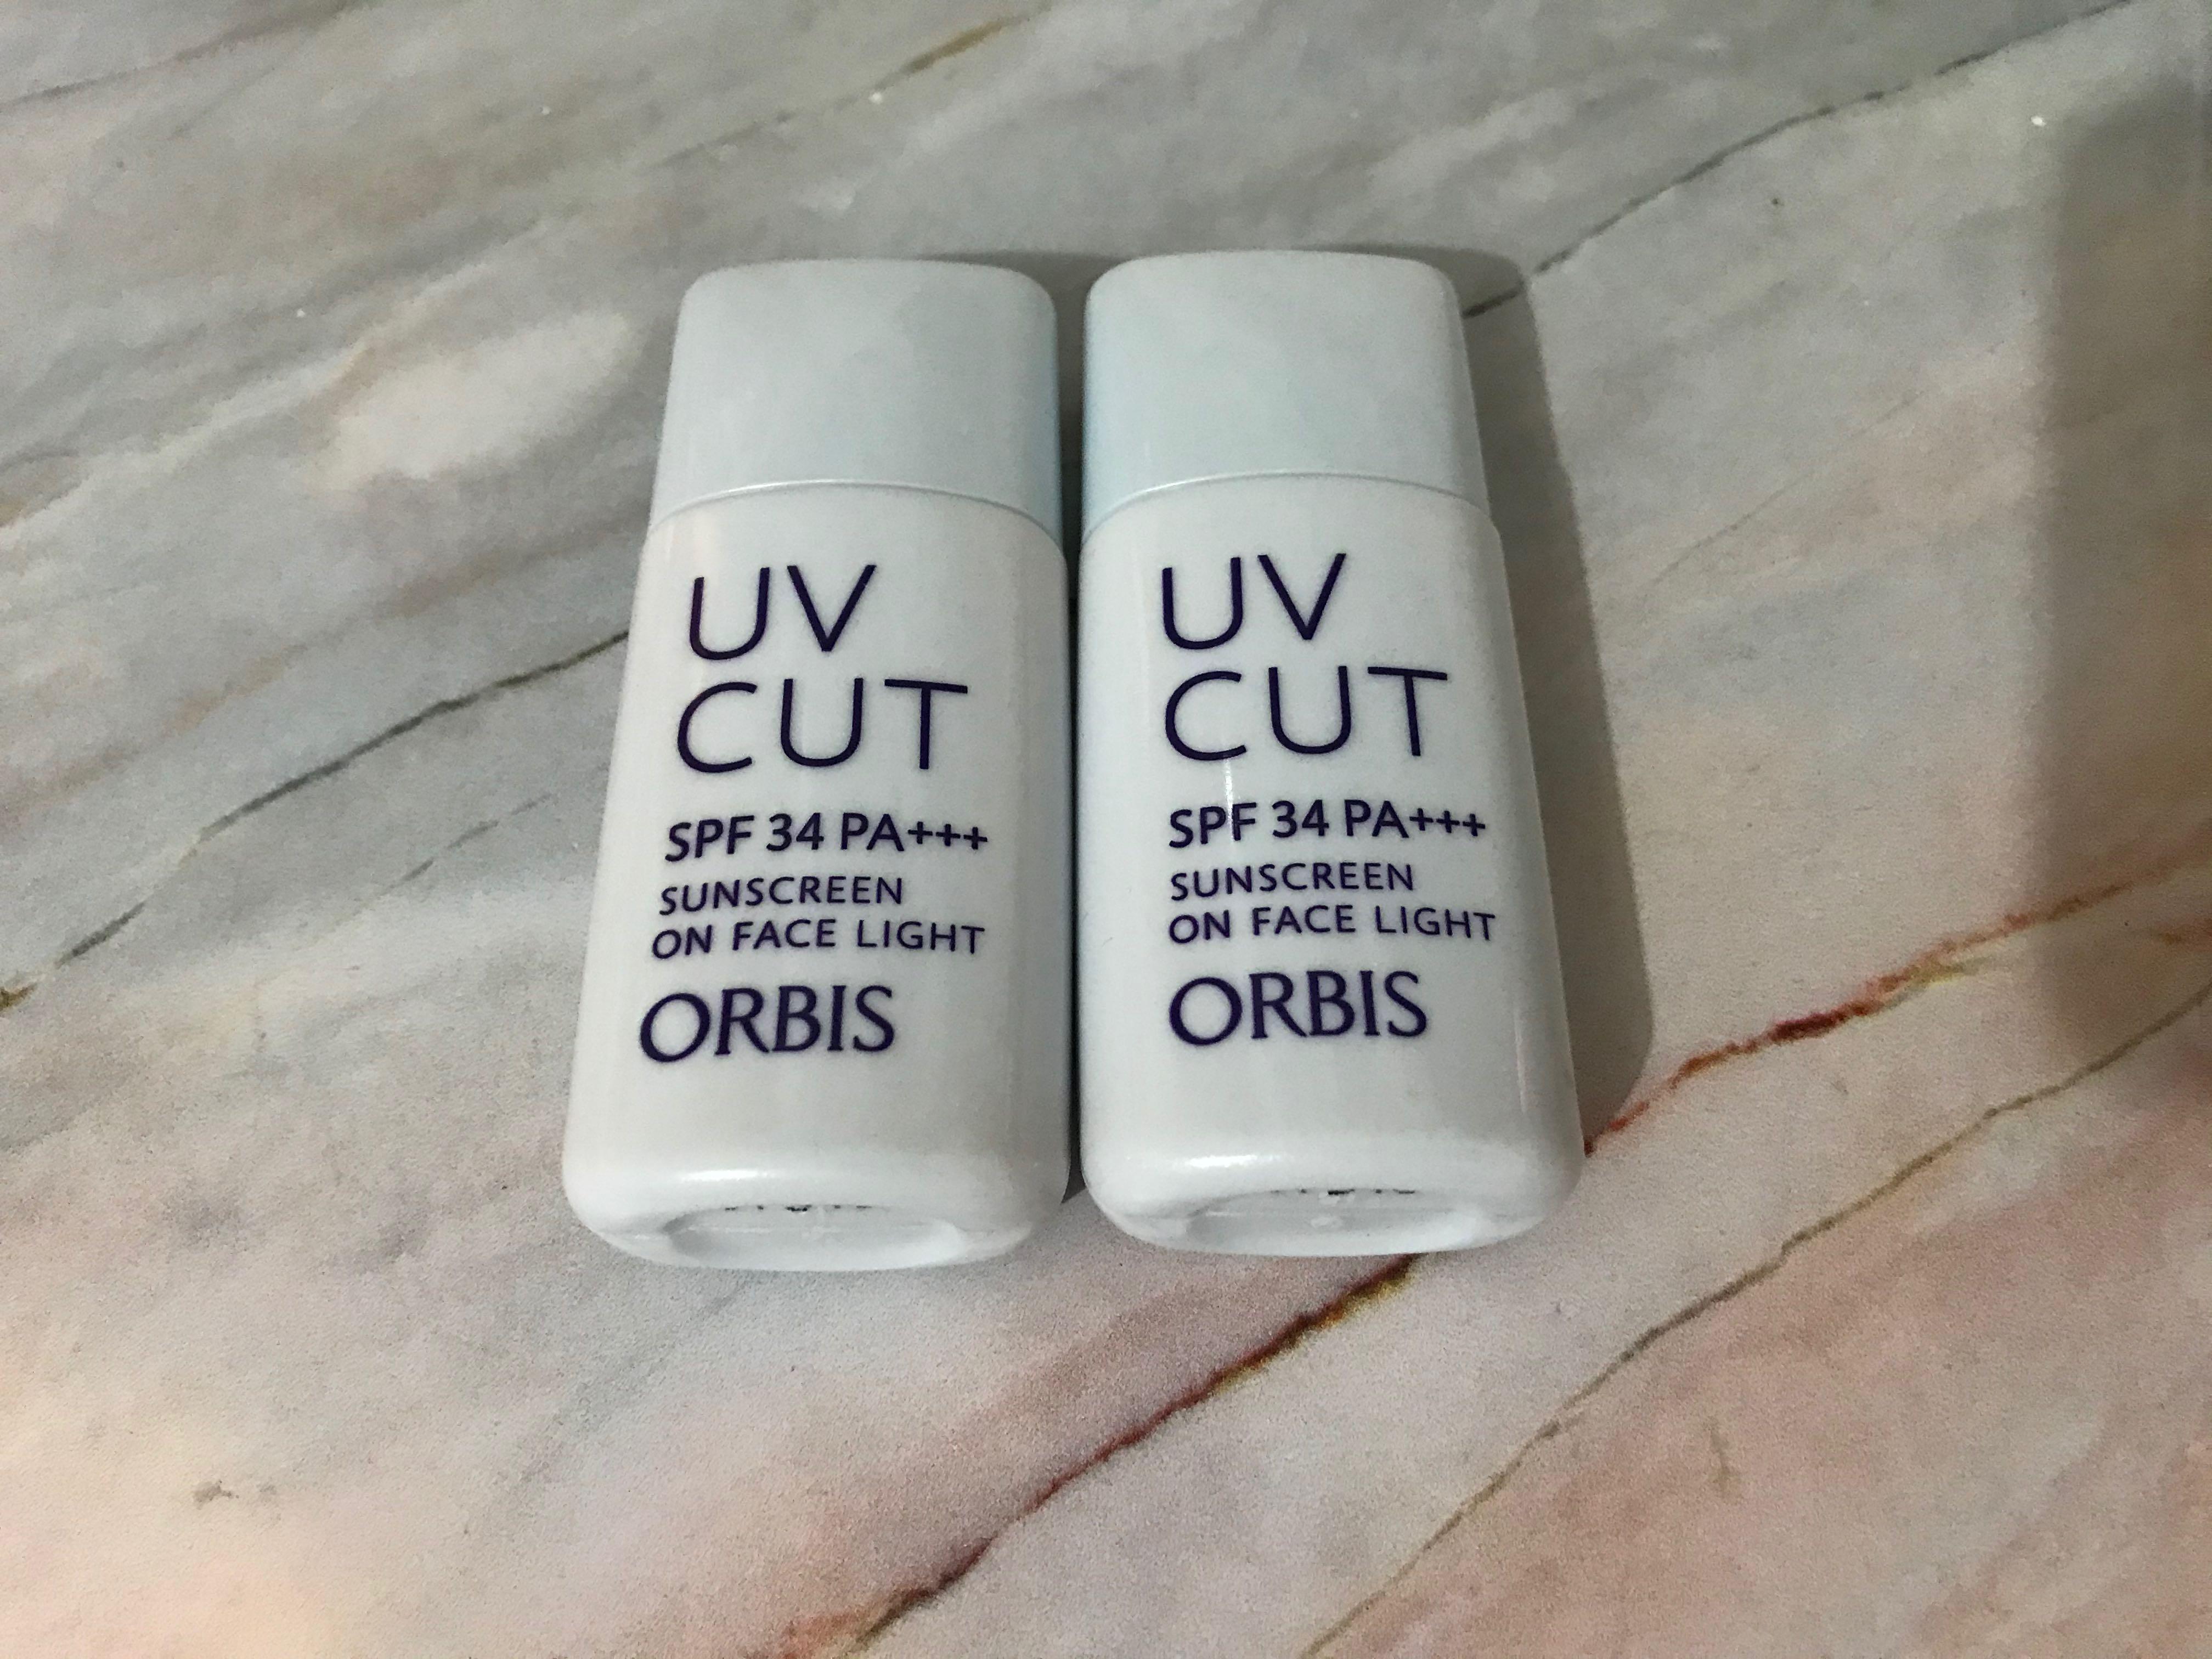 UV
CUT
SPF 34 PA+++
SUNSCREEN
ON FACE LIGHT
ORBIS
UV
CUT
SPF 34 PA+++
SUNSCREEN
ON FACE LIGHT
ORBIS